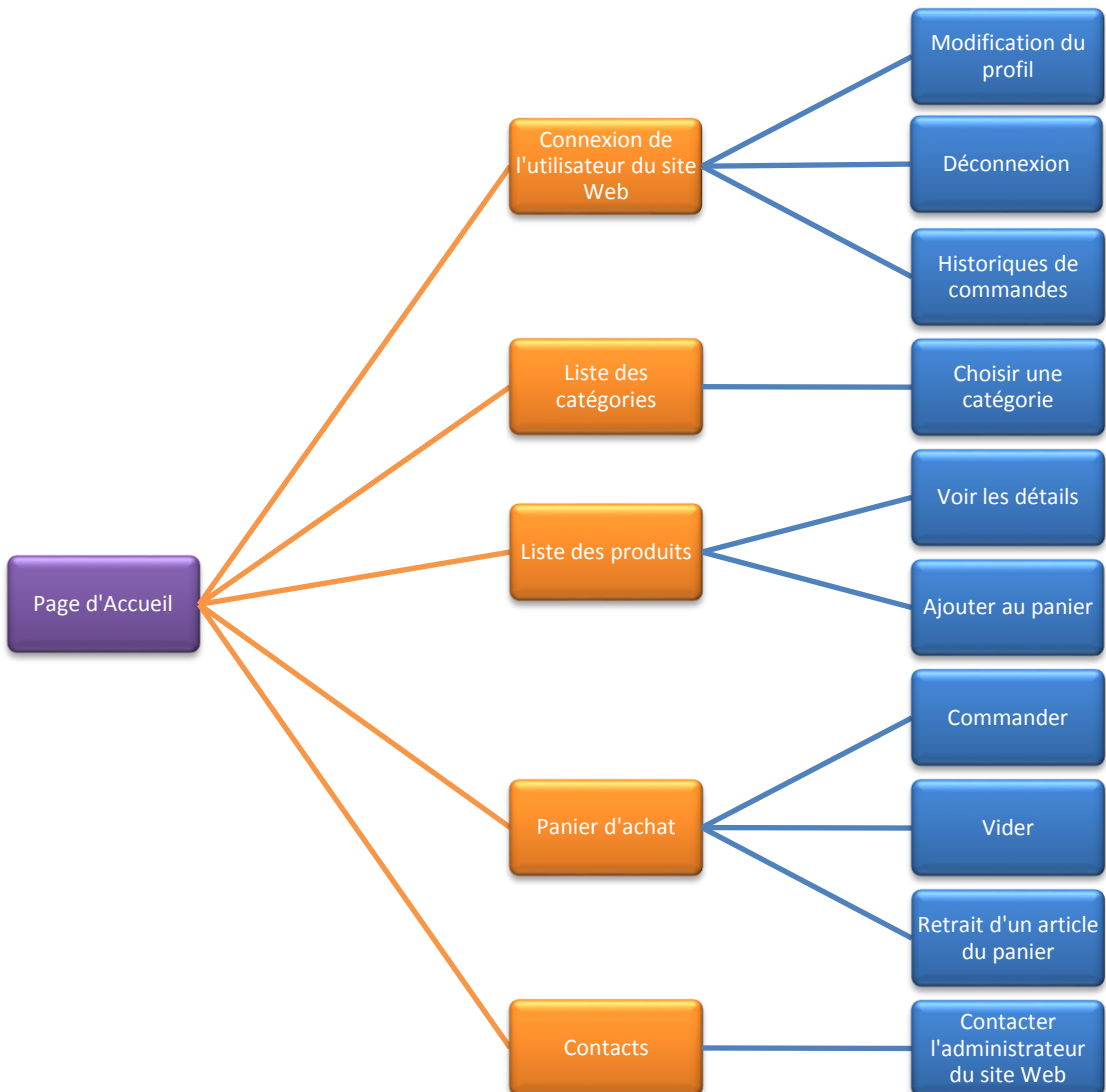 Modification du
profil
Connexion de
l'utilisateur du site
Web
Déconnexion
Historiques de
commandes
Liste des
catégories
Choisir une
catégorie
Voir les détails
Liste des produits
Page d'Accueil
Ajouter au panier
Commander
Panier d'achat
Vider
Retrait d'un article
du panier
Contacts
Contacter
l'administrateur
du site Web